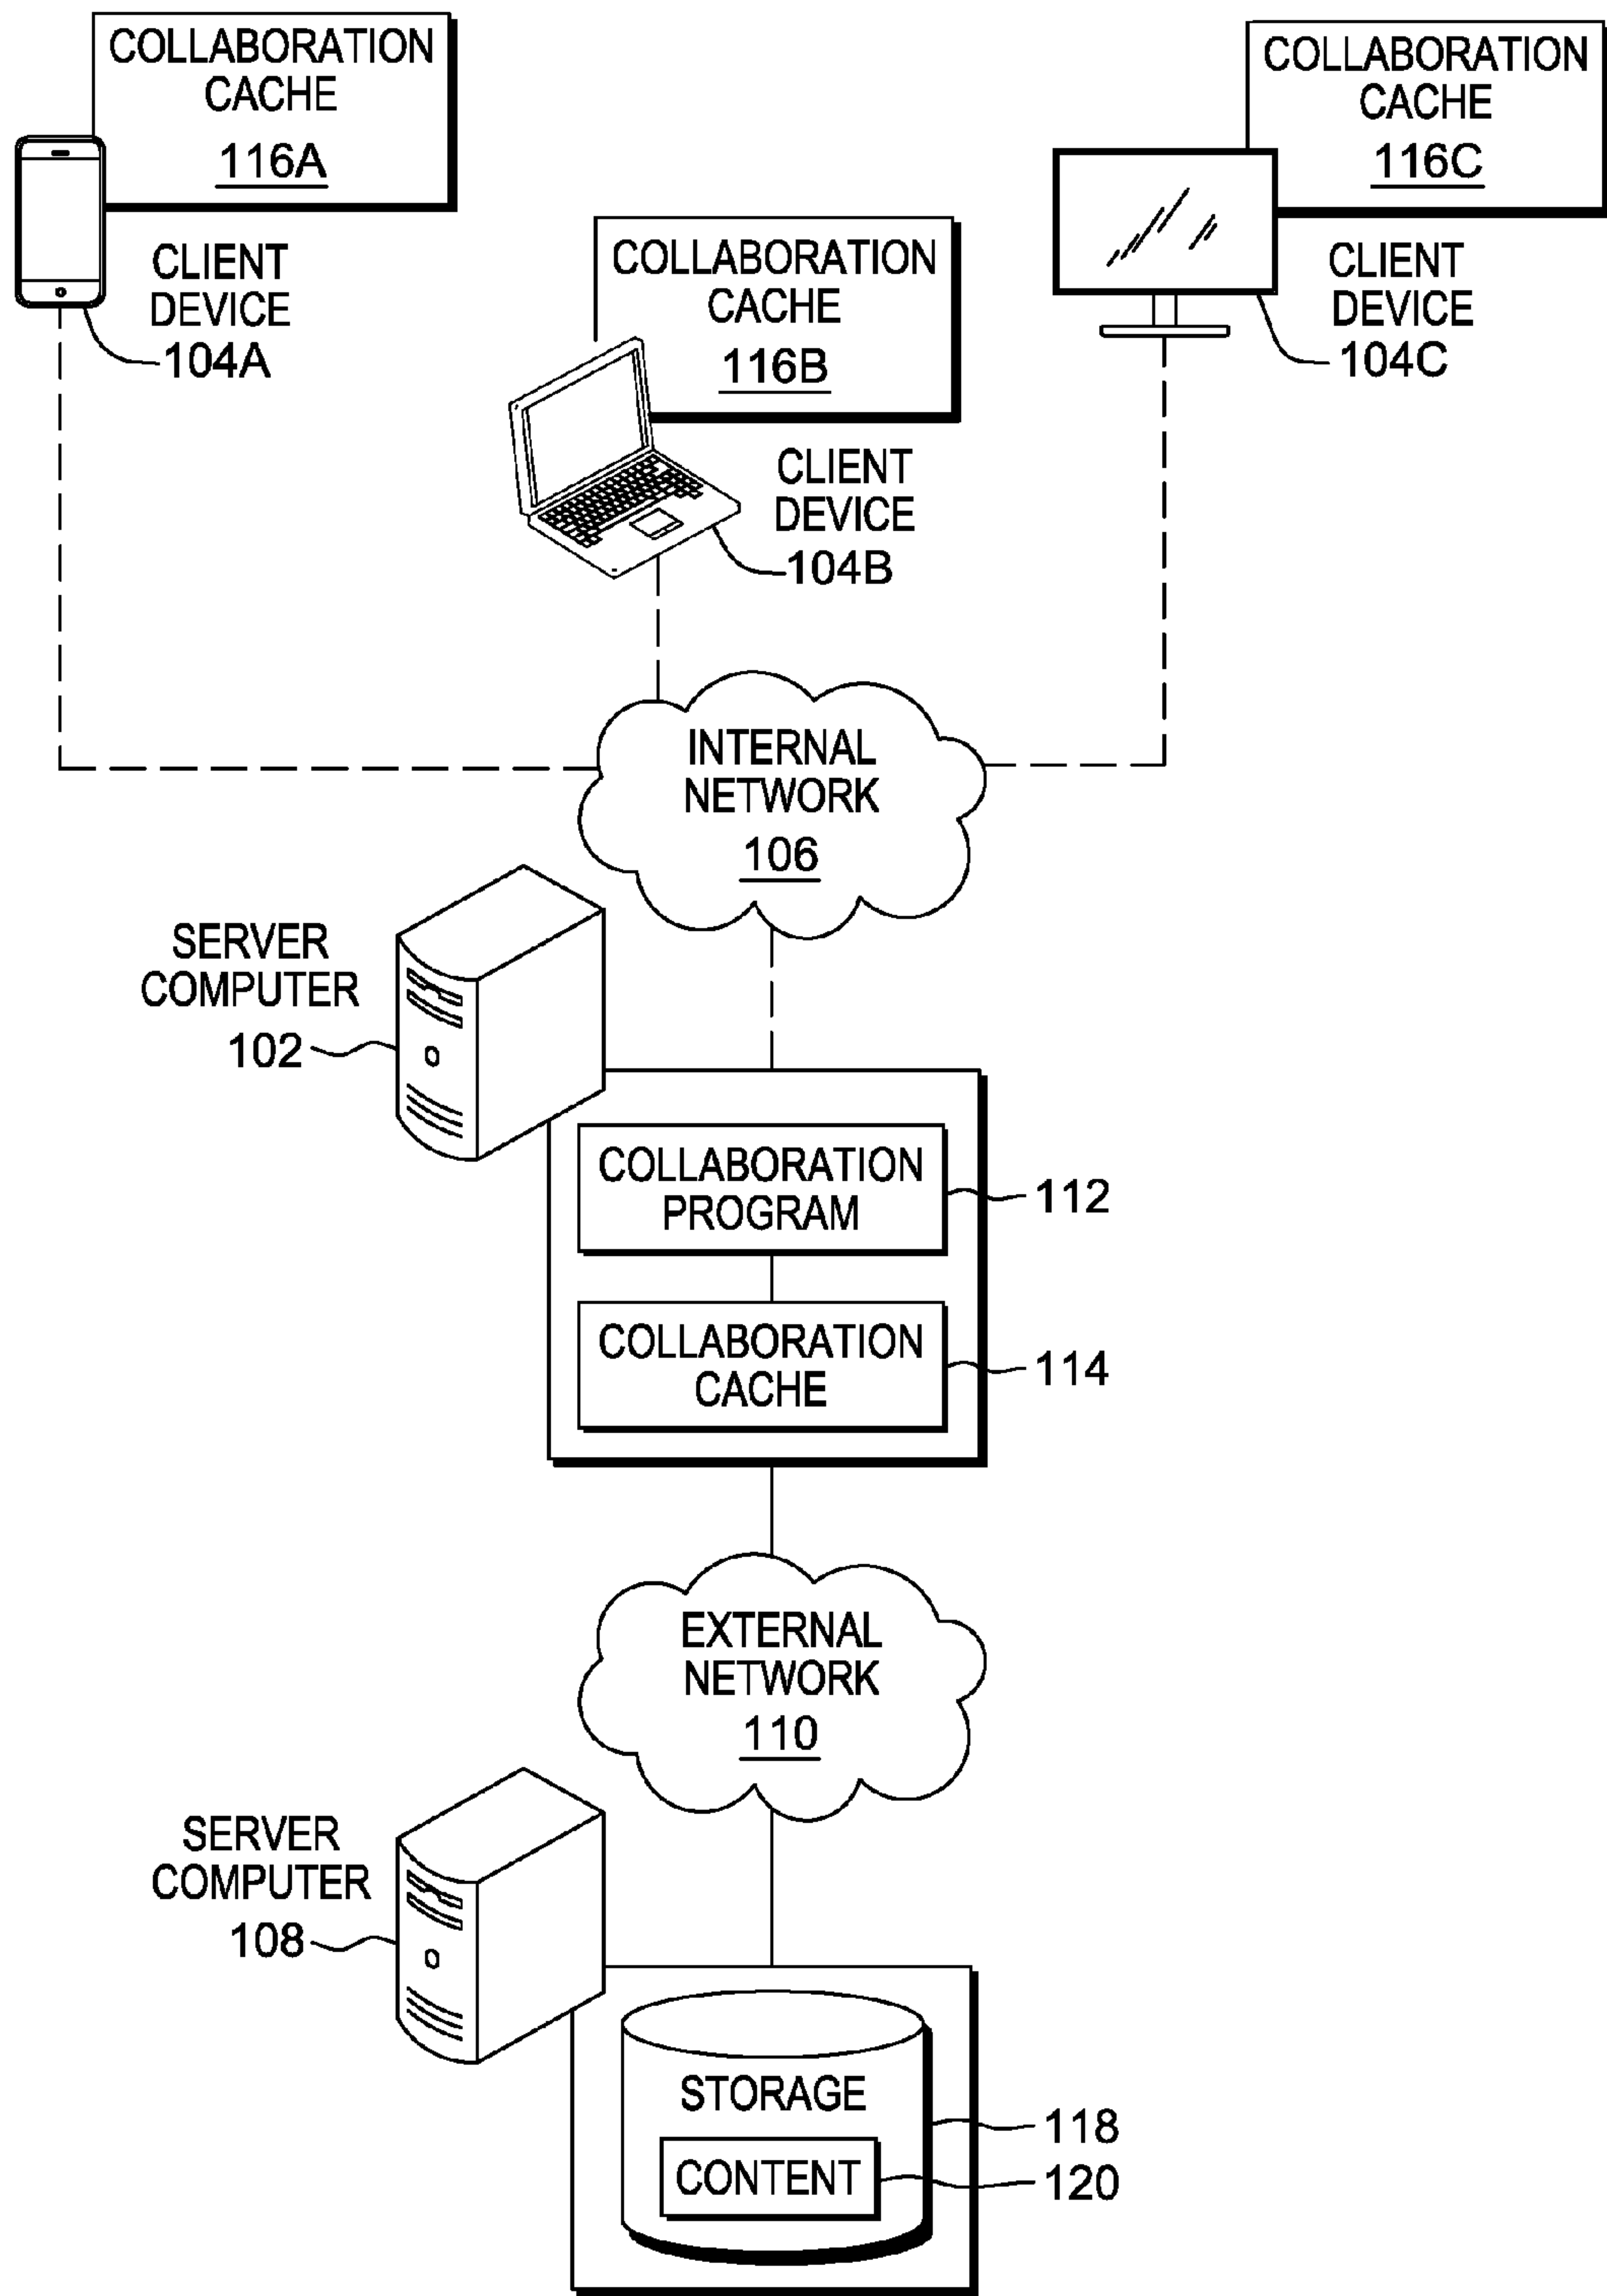 COLLABORATION
CACHE
116A
CLIENT
DEVICE
104A
COLLABORATION
CACHE
116B
CLIENT
DEVICE
104B
COLLABORATION
CACHE
116C
CLIENT
DEVICE
104C
INTERNAL
NETWORK
106
SERVER
COMPUTER
102
COLLABORATION
PROGRAM
112
COLLABORATION
CACHE
114
EXTERNAL
NETWORK
110
SERVER
COMPUTER
108
STORAGE
118
CONTENT
120